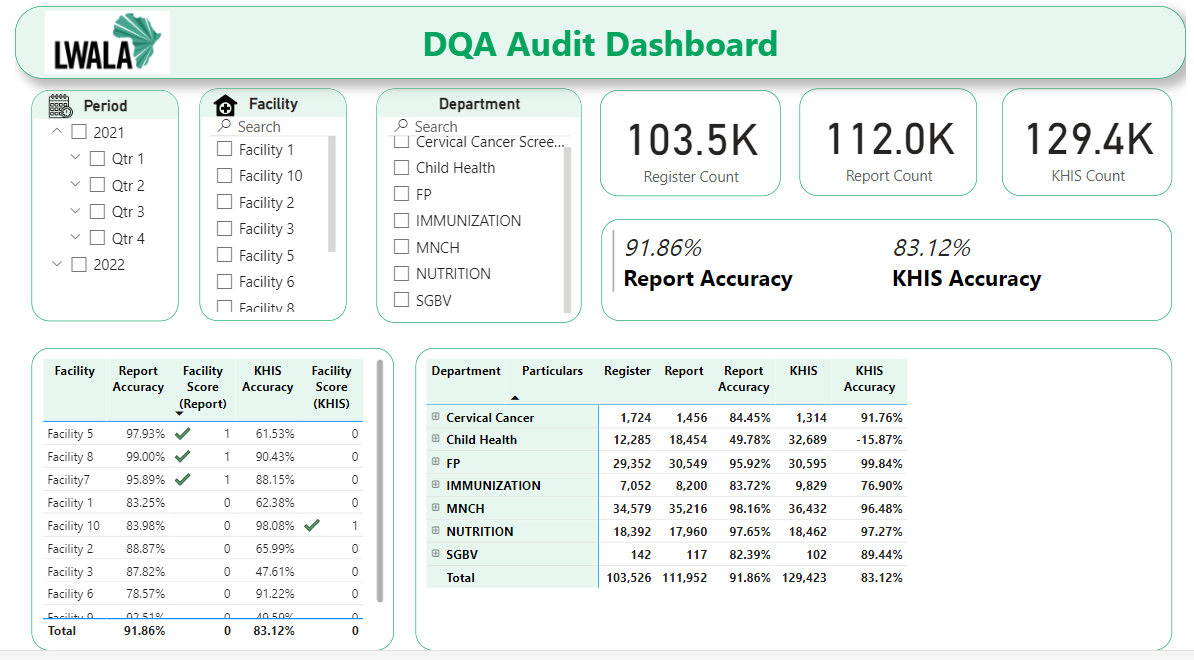 LWALA
DQA Audit Dashboard
Period
2021
Qtr 1
Qtr 2
Qtr 3
Qtr 4
2022
Facility
Search
Facility 1
Facility 10
Facility 2
Facility 3
Facility 5
Facility 6
Facility 8
Department
Search
Cervical Cancer Scree...
Child Health
FP
IMMUNIZATION
MNCH
NUTRITION
SGBV
103.5K
Register Count
112.0K
Report Count
129.4K
KHIS Count
91.86%
Report Accuracy
83.12%
KHIS Accuracy
Facility Report Accuracy Facility Score (Report) KHIS Accuracy Facility Score (KHIS)
Facility 5 97.93% 1 61.53% 0
Facility 8 99.00% 1 90.43% 0
Facility7 95.89% 1 88.15% 0
Facility 1 83.25% 0 62.38% 0
Facility 10 83.98% 0 98.08% 1
Facility 2 88.87% 0 65.99% 0
Facility 3 87.82% 0 47.61% 0
Facility 6 78.57% 0 91.22% 0
Facility 9 92.51% 0 49.59% 0
Total 91.86% 0 83.12% 0
Department Particulars Register Report Report Accuracy KHIS KHIS Accuracy
Cervical Cancer 1,724 1,456 84.45% 1,314 91.76%
Child Health 12,285 18,454 49.78% 32,689 -15.87%
FP 29,352 30,549 95.92% 30,595 99.84%
IMMUNIZATION 7,052 8,200 83.72% 9,829 76.90%
MNCH 34,579 35,216 98.16% 36,432 96.48%
NUTRITION 18,392 17,960 97.65% 18,462 97.27%
SGBV 142 117 82.39% 102 89.44%
Total 103,526 111,952 91.86% 129,423 83.12%